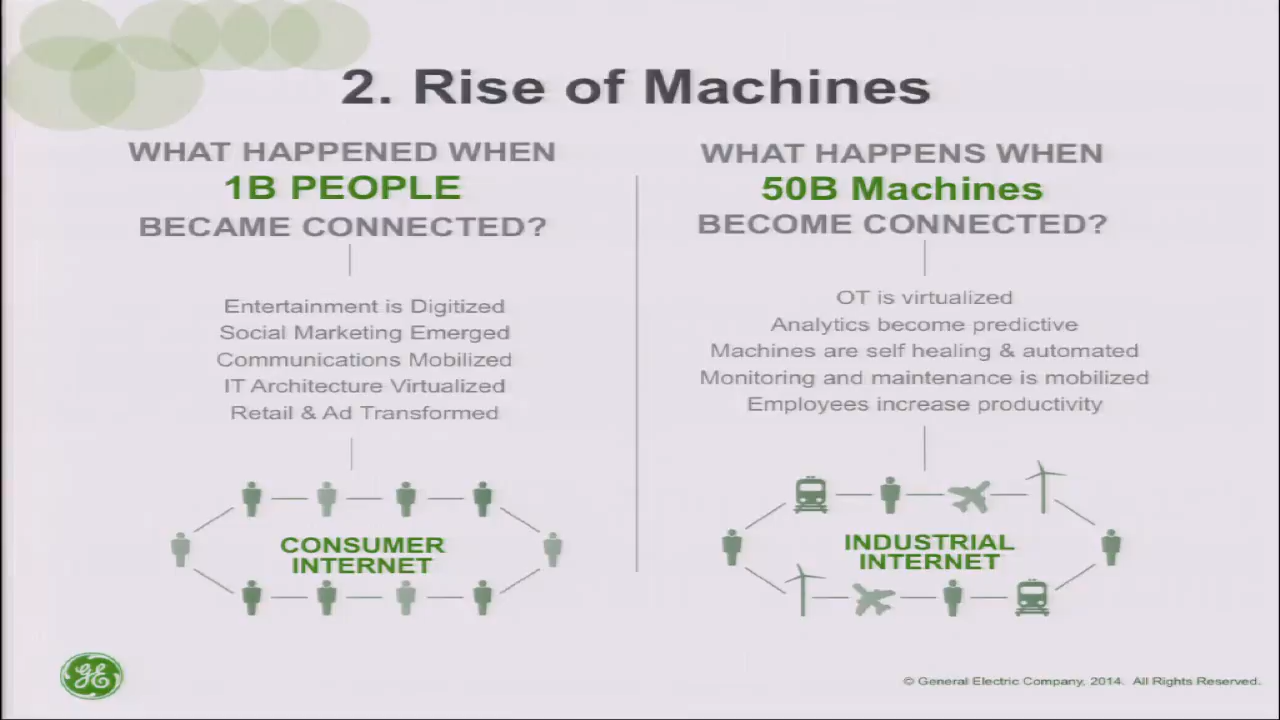 2. Rise of Machines
WHAT HAPPENED WHEN
1B PEOPLE
BECAME CONNECTED?
Entertainment is Digitized
Social Marketing Emerged
Communications Mobilized
IT Architecture Virtualized
Retail & Ad Transformed
CONSUMER
INTERNET
WHAT HAPPENS WHEN
50B Machines
BECOME CONNECTED?
OT is virtualized
Analytics become predictive
Machines are self healing & automated
Monitoring and maintenance is mobilized
Employees increase productivity
INDUSTRIAL
INTERNET
GE
© General Electric Company, 2014. All Rights Reserved.